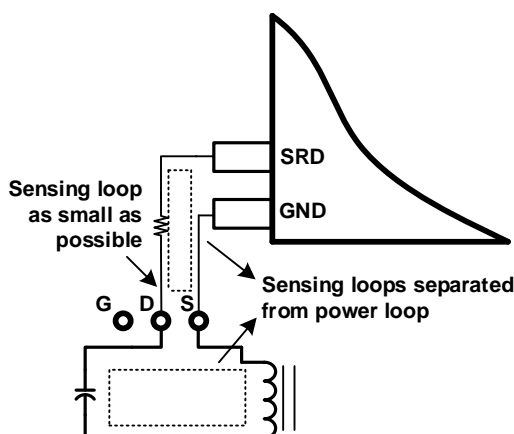 SRD
GND
Sensing loop
as small as
possible
Sensing loops separated
from power loop
G D S